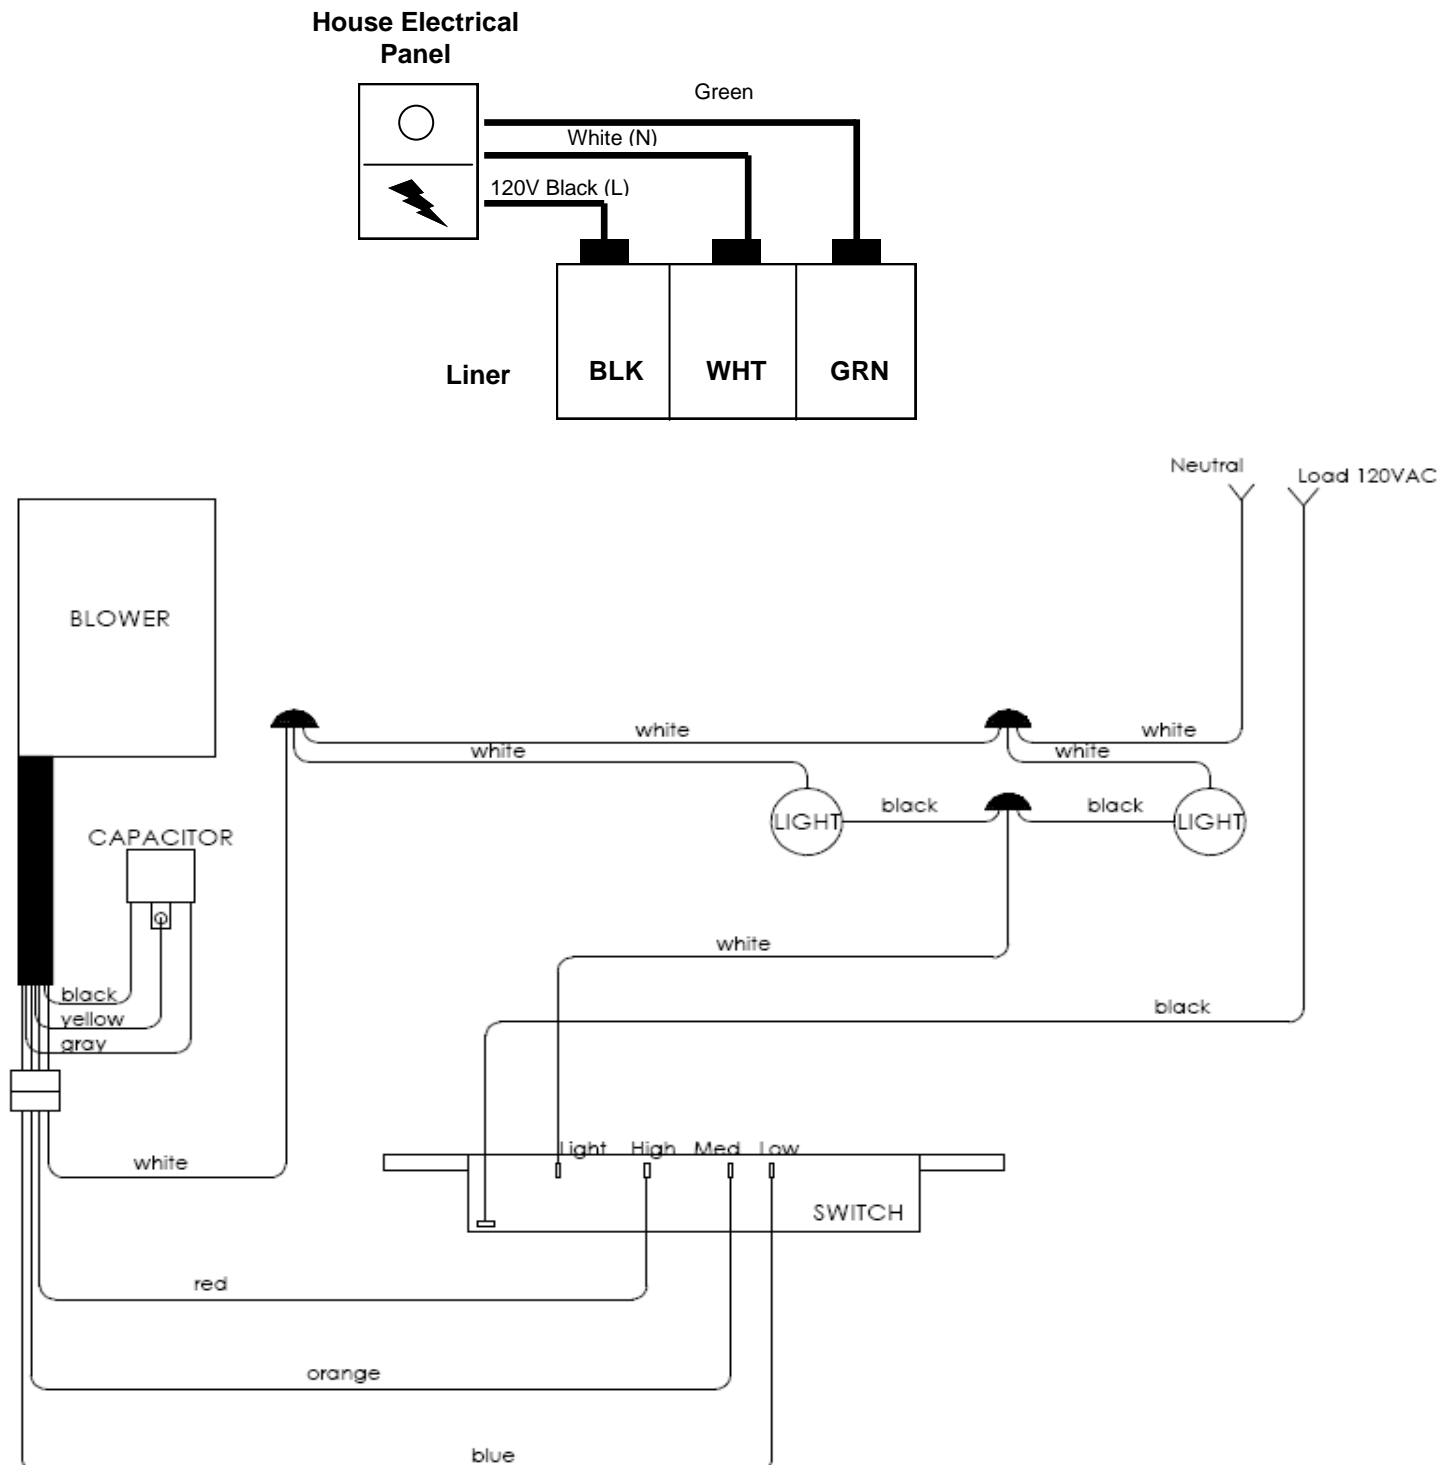 House Electrical
Panel
Green
White (N)
120V Black (L)
Liner
BLK
WHT
GRN
Neutral
Load 120VAC
BLOWER
white
white
white
white
LIGHT
black
black
LIGHT
CAPACITOR
white
black
yellow
gray
black
white
Light
High
Med
Low
SWITCH
red
orange
blue